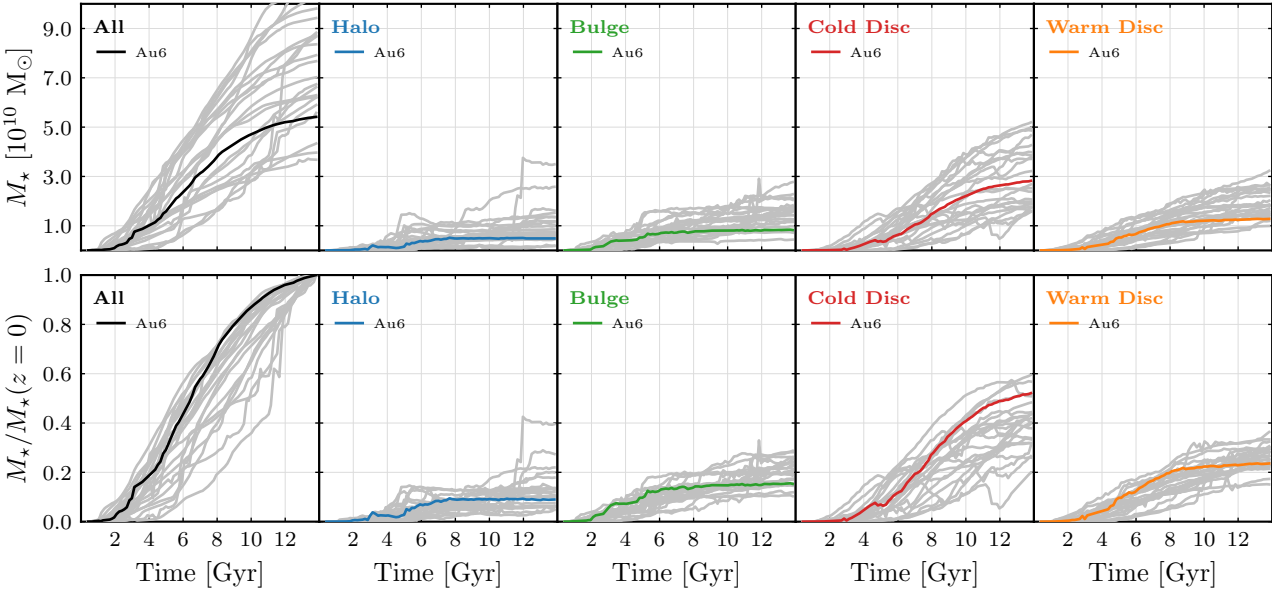 All Halo Bulge Cold Disc Warm Disc
Au6 Au6 Au6 Au6 Au6
M⋆ [10¹⁰ M⊙]
9.0
7.0
5.0
3.0
1.0
All Halo Bulge Cold Disc Warm Disc
Au6 Au6 Au6 Au6 Au6
M⋆/M⋆(z = 0)
1.0
0.8
0.6
0.4
0.2
0.0
2 4 6 8 10 12 2 4 6 8 10 12 2 4 6 8 10 12 2 4 6 8 10 12 2 4 6 8 10 12
Time [Gyr] Time [Gyr] Time [Gyr] Time [Gyr] Time [Gyr]